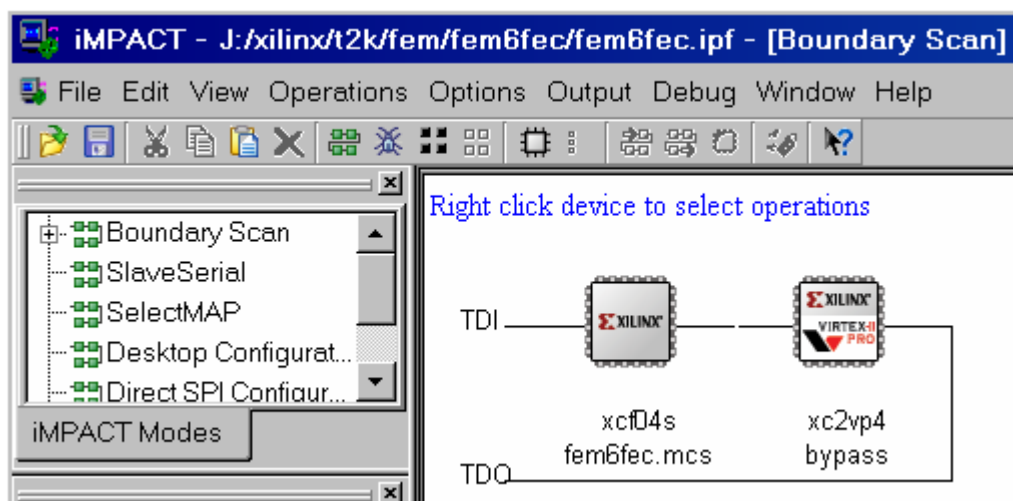 iMPACT - J:/xilinx/t2k/fem/fem6fec/fem6fec.ipf - [Boundary Scan]
File Edit View Operations Options Output Debug Window Help
Boundary Scan
SlaveSerial
SelectMAP
Desktop Configurat...
Direct SPI Configur...
iMPACT Modes
Right click device to select operations
TDI
XILINX
XILINX
VIRTEX-II
PRO
xcf04s
fem6fec.mcs
xc2vp4
bypass
TDO